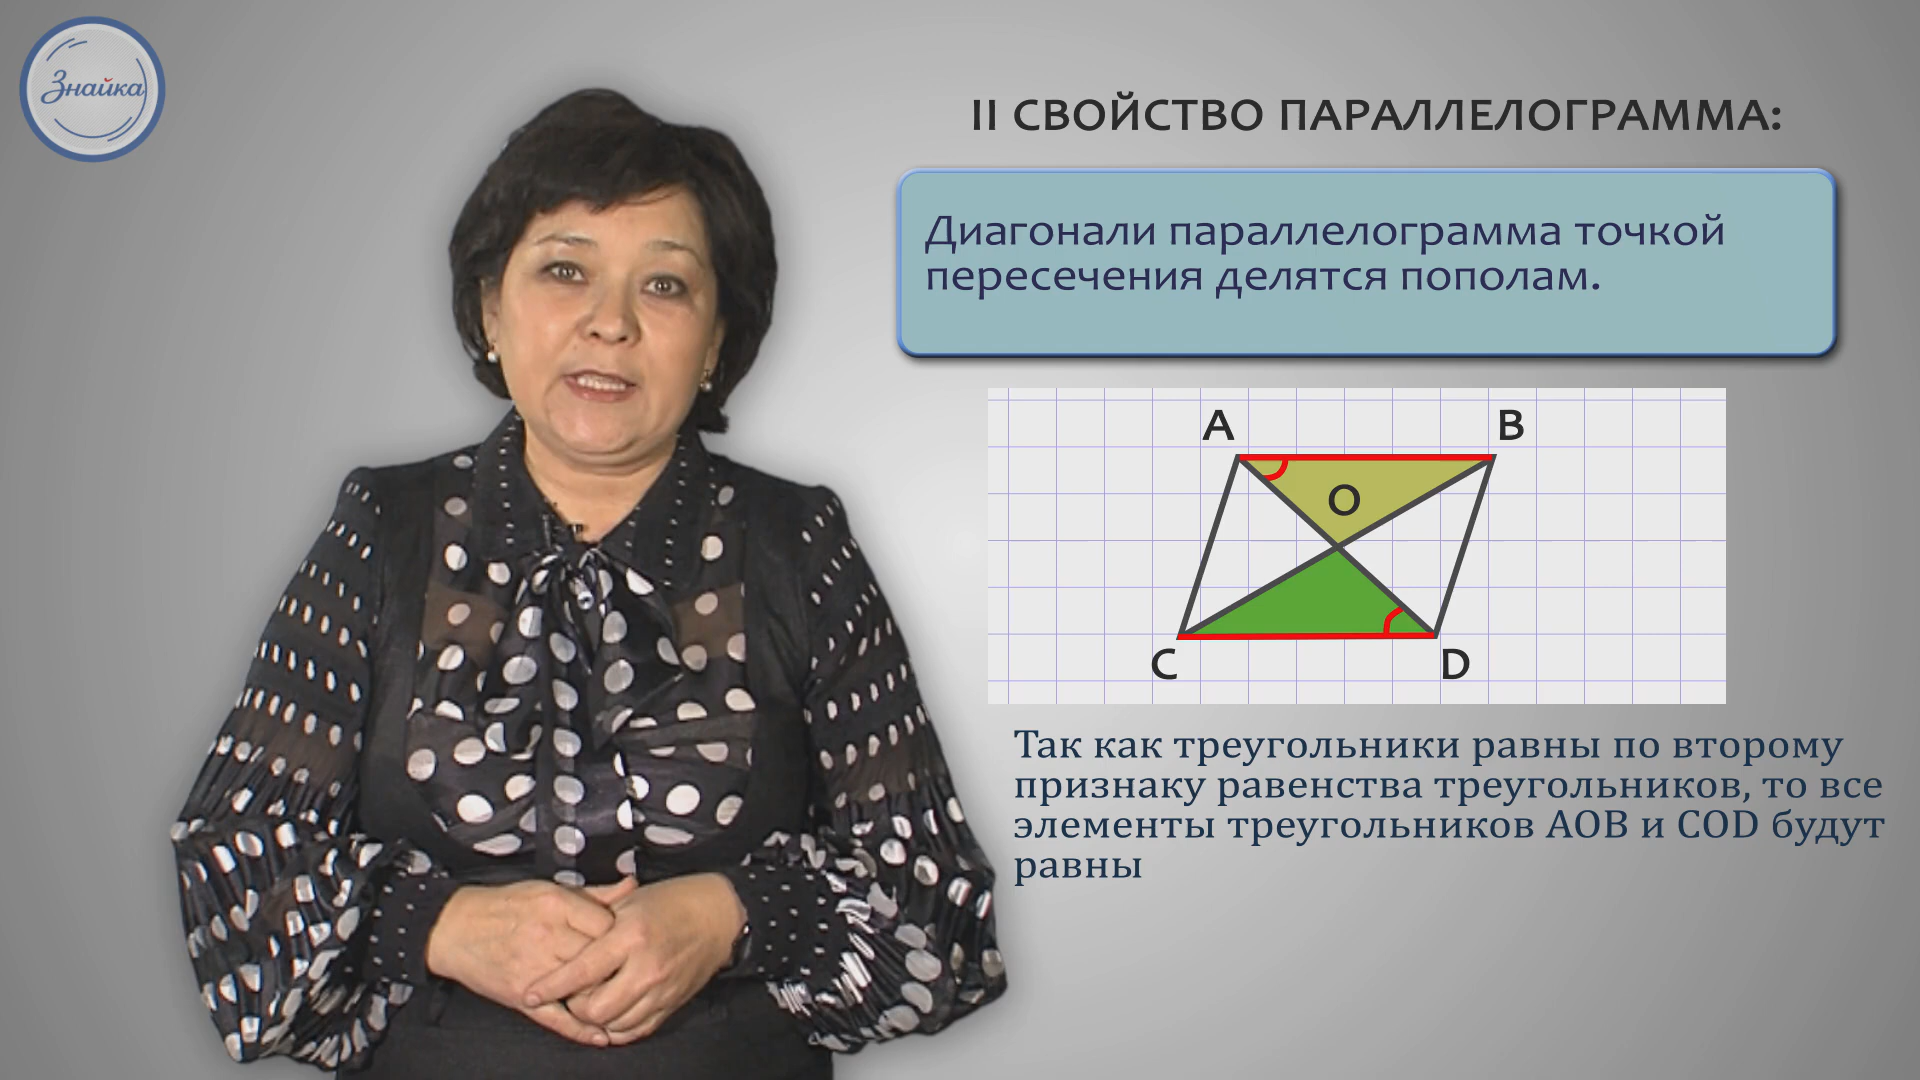 Знайка
II СВОЙСТВО ПАРАЛЛЕЛОГРАММА:
Диагонали параллелограмма точкой
пересечения делятся пополам.
A B
O
C D
Так как треугольники равны по второму
признаку равенства треугольников, то все
элементы треугольников AOB и COD будут
равны